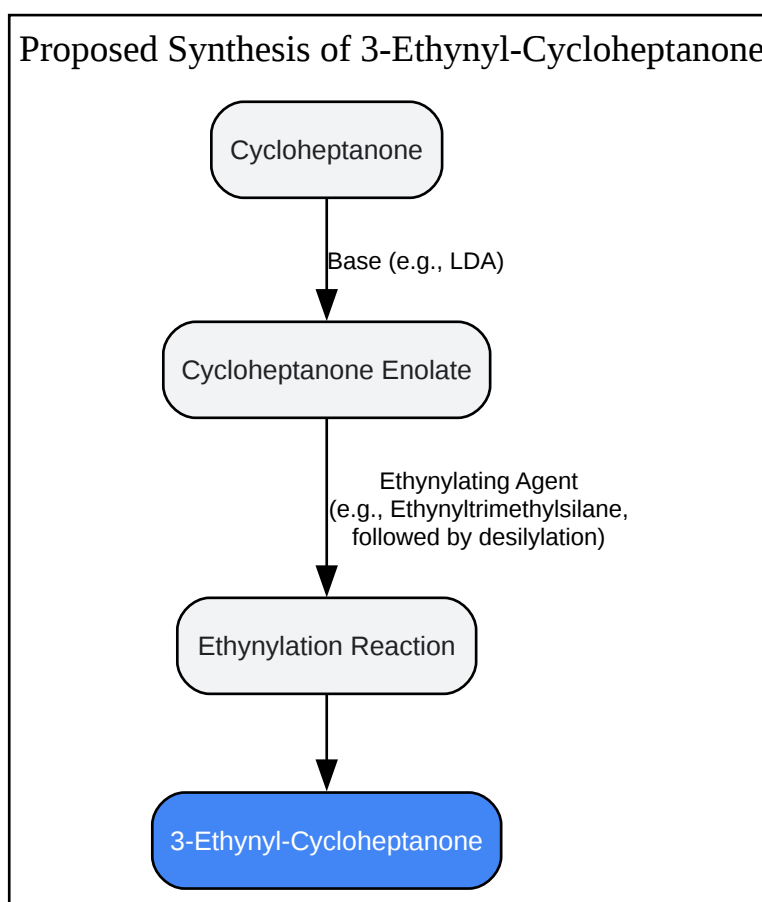 Proposed Synthesis of 3-Ethynyl-Cycloheptanone
Cycloheptanone
Base (e.g., LDA)
Cycloheptanone Enolate
Ethynylating Agent
(e.g., Ethynyltrimethylsilane,
followed by desilylation)
Ethynylation Reaction
3-Ethynyl-Cycloheptanone